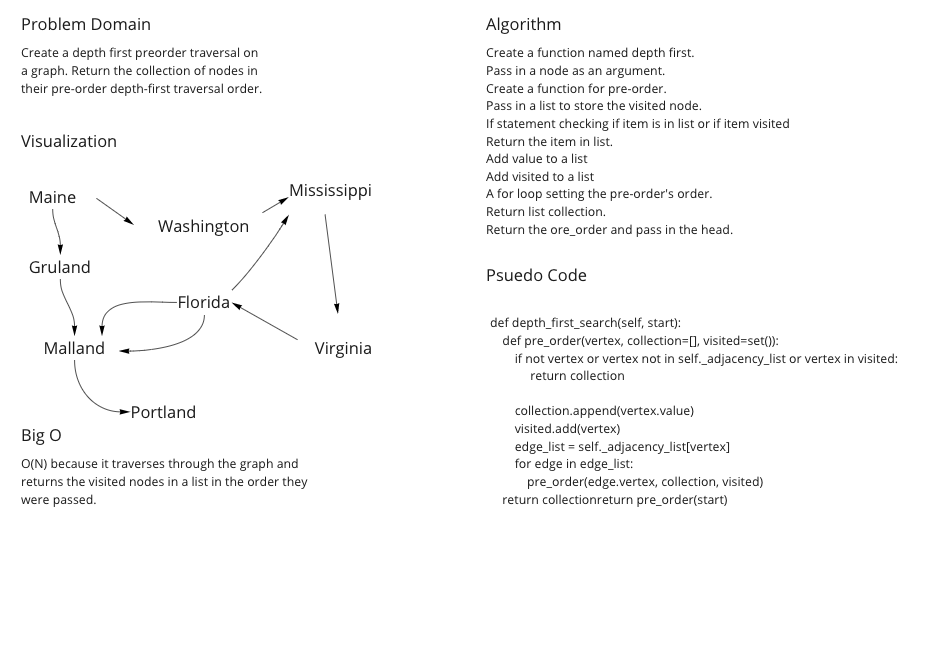 Problem Domain
Create a depth first preorder traversal on
a graph. Return the collection of nodes in
their pre-order depth-first traversal order.
Visualization
Maine
Mississippi
Washington
Gruland
Florida
Malland
Virginia
Portland
Big O
O(N) because it traverses through the graph and
returns the visited nodes in a list in the order they
were passed.
Algorithm
Create a function named depth first.
Pass in a node as an argument.
Create a function for pre-order.
Pass in a list to store the visited node.
If statement checking if item is in list or if item visited
Return the item in list.
Add value to a list
Add visited to a list
A for loop setting the pre-order's order.
Return list collection.
Return the ore_order and pass in the head.
Psuedo Code
def depth_first_search(self, start):
def pre_order(vertex, collection=[], visited=set()):
if not vertex or vertex not in self._adjacency_list or vertex in visited:
return collection
collection.append(vertex.value)
visited.add(vertex)
edge_list = self._adjacency_list[vertex]
for edge in edge_list:
pre_order(edge.vertex, collection, visited)
return collectionreturn pre_order(start)